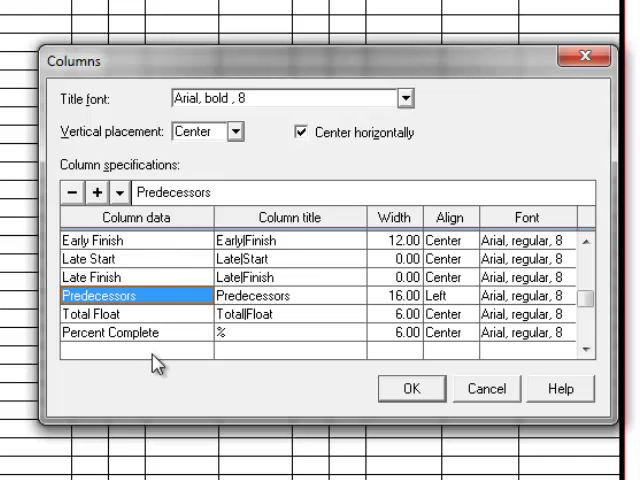 Columns
Title font: Arial, bold , 8
Vertical placement: Center Center horizontally
Column specifications:
Predecessors
Column data Column title Width Align Font
Early Finish Early|Finish 12.00 Center Arial, regular, 8
Late Start Late|Start 0.00 Center Arial, regular, 8
Late Finish Late|Finish 0.00 Center Arial, regular, 8
Predecessors Predecessors 16.00 Left Arial, regular, 8
Total Float Total|Float 6.00 Center Arial, regular, 8
Percent Complete % 6.00 Center Arial, regular, 8
OK Cancel Help